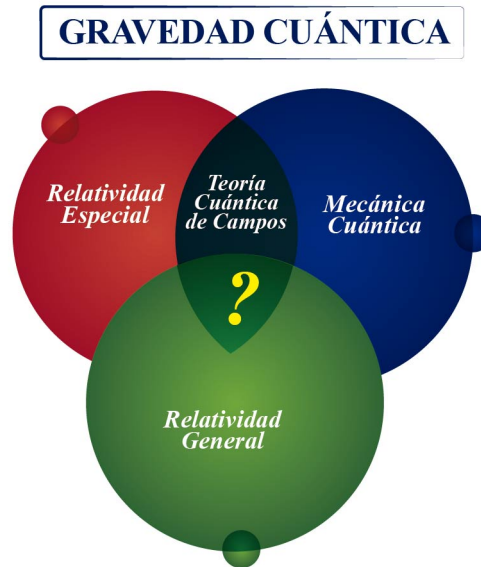 GRAVEDAD CUÁNTICA
Relatividad
Especial
Teoría
Cuántica
de Campos
Mecánica
Cuántica
?
Relatividad
General